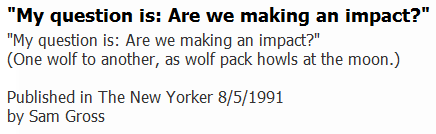 "My question is: Are we making an impact?"
"My question is: Are we making an impact?"
(One wolf to another, as wolf pack howls at the moon.)
Published in The New Yorker 8/5/1991
by Sam Gross